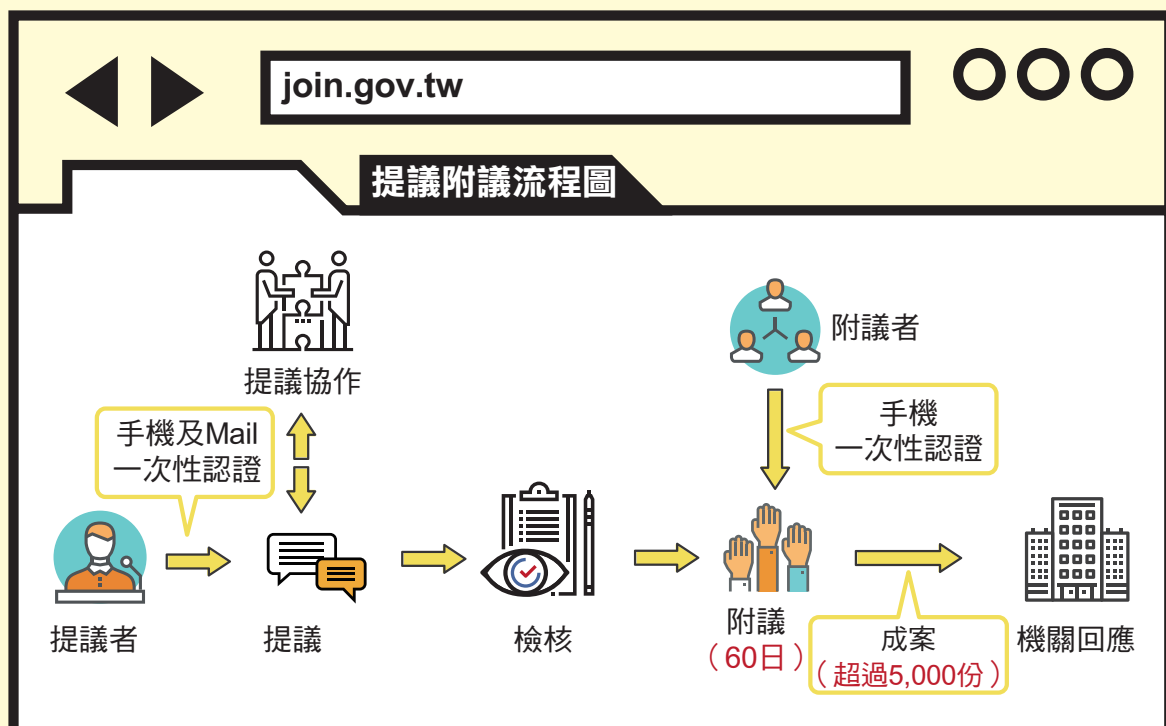 join.gov.tw
提議附議流程圖
提議協作
附議者
手機及Mail
一次性認證
手機
一次性認證
提議者
提議
檢核
附議
（60日）
成案
（超過5,000份）
機關回應